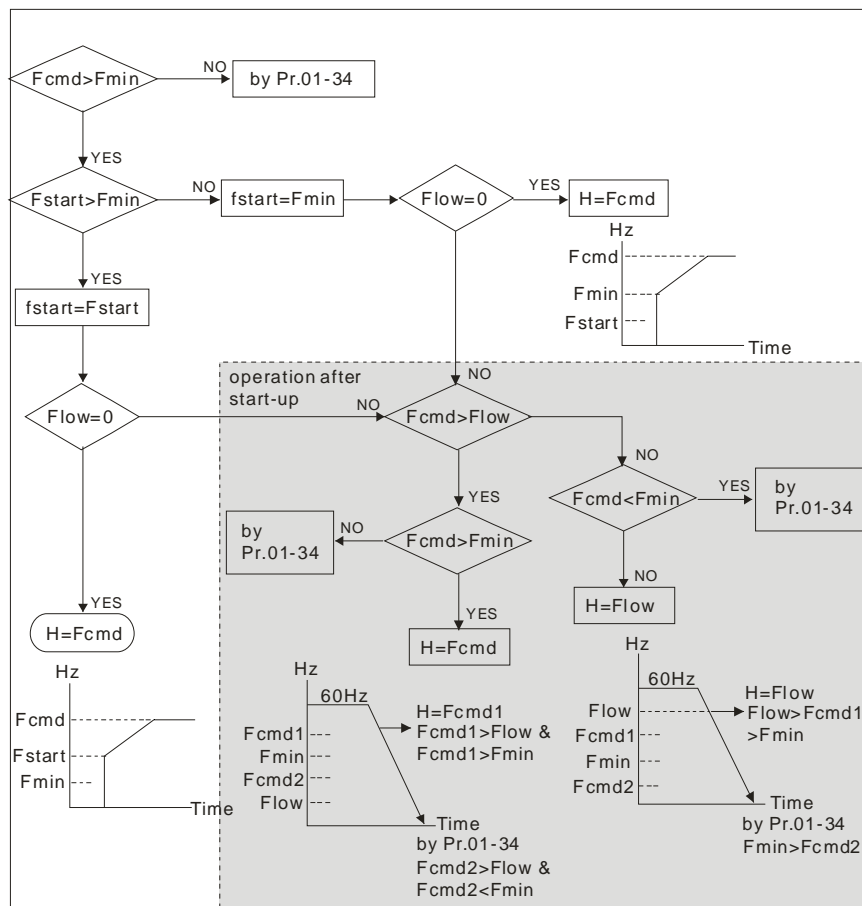 Fcmd>Fmin
NO
by Pr.01-34
YES
Fstart>Fmin
NO
fstart=Fmin
Flow=0
YES
H=Fcmd
Hz
Fcmd
Fmin
Fstart
Time
YES
fstart=Fstart
NO
operation after
start-up
Flow=0
NO
Fcmd>Flow
NO
YES
Fcmd<Fmin
YES
by
Pr.01-34
by
Pr.01-34
NO
Fcmd>Fmin
NO
H=Flow
YES
H=Fcmd
YES
H=Fcmd
Hz
Fcmd
Fstart
Fmin
Time
Hz
60Hz
Fcmd1
Fmin
Fcmd2
Flow
H=Fcmd1
Fcmd1>Flow &
Fcmd1>Fmin
Time
by Pr.01-34
Fcmd2>Flow &
Fcmd2<Fmin
Hz
60Hz
Flow
Fcmd1
Fmin
Fcmd2
H=Flow
Flow>Fcmd1
>Fmin
Time
by Pr.01-34
Fmin>Fcmd2